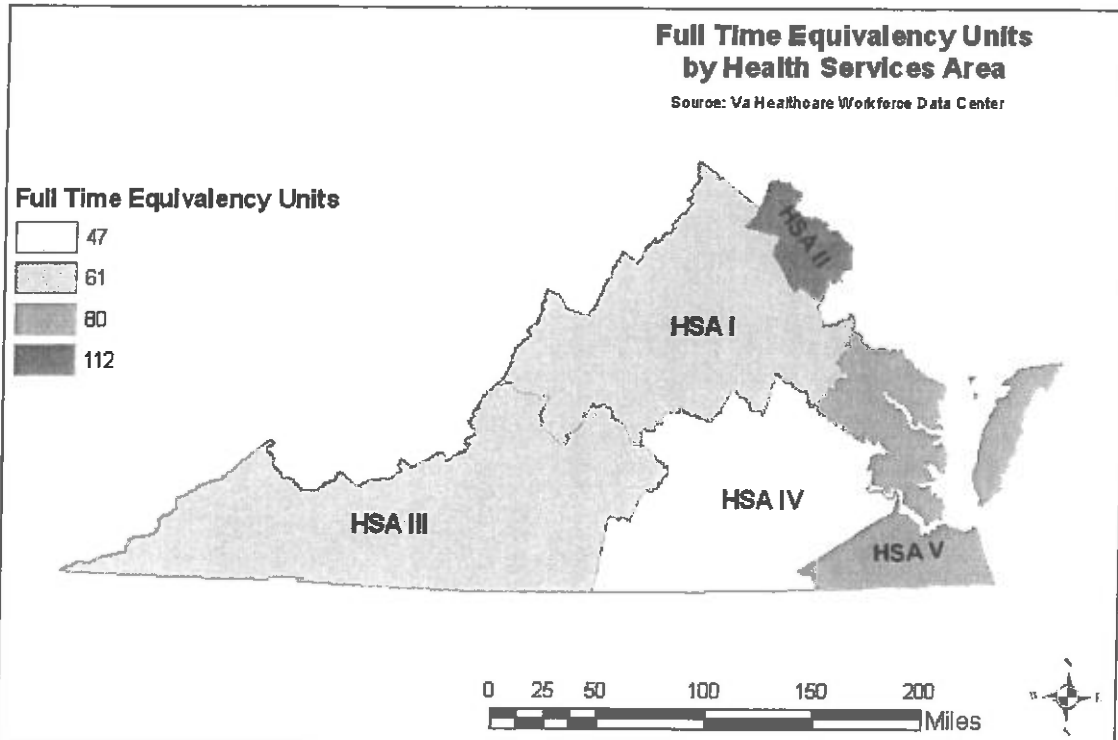 Full Time Equivalency Units
by Health Services Area
Source: Va Healthcare Workforce Data Center
Full Time Equivalency Units
47
61
80
112
HSA II
HSA I
HSA III
HSA IV
HSA V
0 25 50 100 150 200
Miles
W E